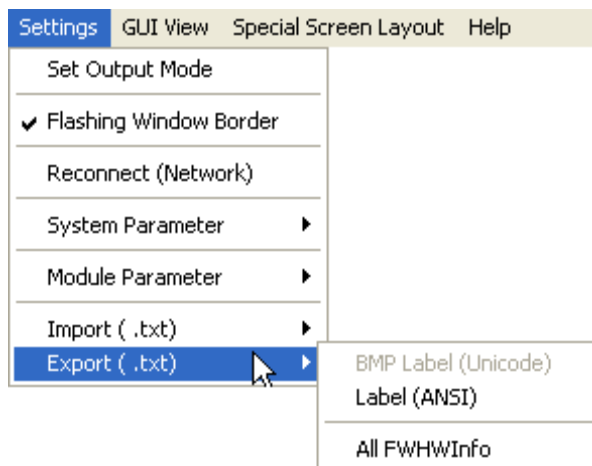 Settings GUI View Special Screen Layout Help
Set Output Mode
Flashing Window Border
Reconnect (Network)
System Parameter
Module Parameter
Import ( .txt)
Export ( .txt)
BMP Label (Unicode)
Label (ANSI)
All FWHWInfo